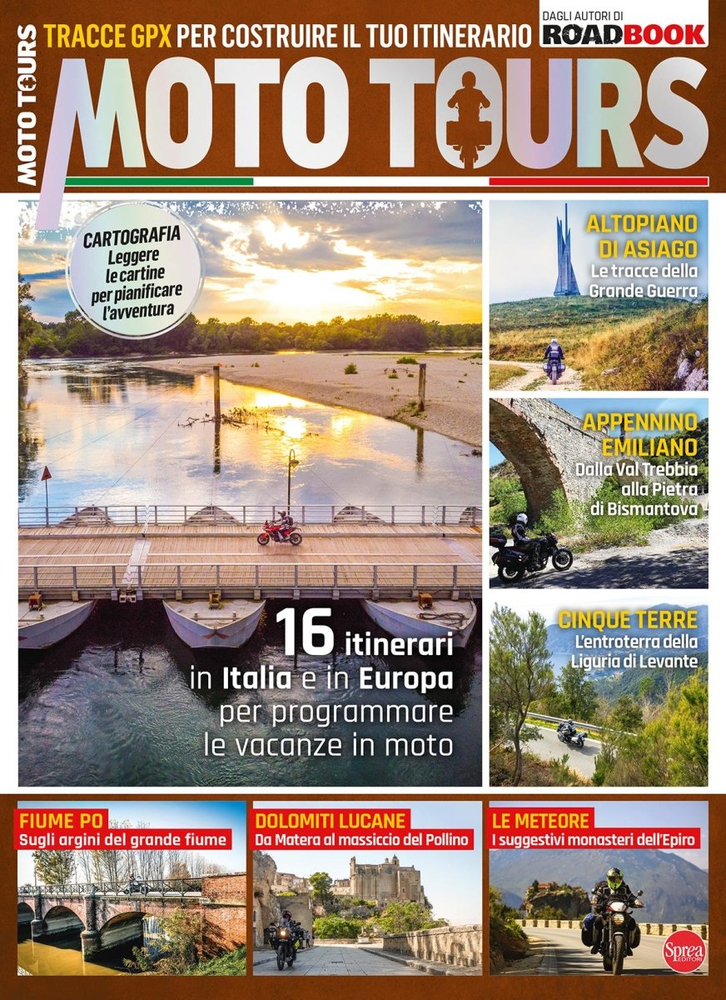 TRACCE GPX PER COSTRUIRE IL TUO ITINERARIO
DAGLI AUTORI DI
ROADBOOK
MOTO TOURS
MOTO TOURS
CARTOGRAFIA
Leggere
le cartine
per pianificare
l'avventura
ALTOPIANO
DI ASIAGO
Le tracce della
Grande Guerra
APPENNINO
EMILIANO
Dalla Val Trebbia
alla Pietra
di Bismantova
CINQUE TERRE
L'entroterra della
Liguria di Levante
16 itinerari
in Italia e in Europa
per programmare
le vacanze in moto
FIUME PO
Sugli argini del grande fiume
DOLOMITI LUCANE
Da Matera al massiccio del Pollino
LE METEORE
I suggestivi monasteri dell'Epiro
Sprea
EDITORI